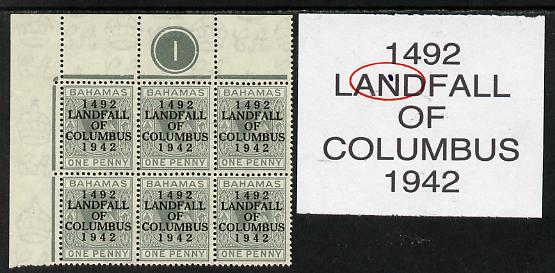 1
BAHAMAS BAHAMAS BAHAMAS
1492 1492 1492
LANDFALL LANDFALL LANDFALL
OF OF OF
COLUMBUS COLUMBUS COLUMBUS
1942 1942 1942
ONE PENNY ONE PENNY ONE PENNY
BAHAMAS BAHAMAS BAHAMAS
1492 1492 1492
LANDFALL LANDFALL LANDFALL
OF OF OF
COLUMBUS COLUMBUS COLUMBUS
1942 1942 1942
ONE PENNY ONE PENNY ONE PENNY
1492
LANDFALL
OF
COLUMBUS
1942